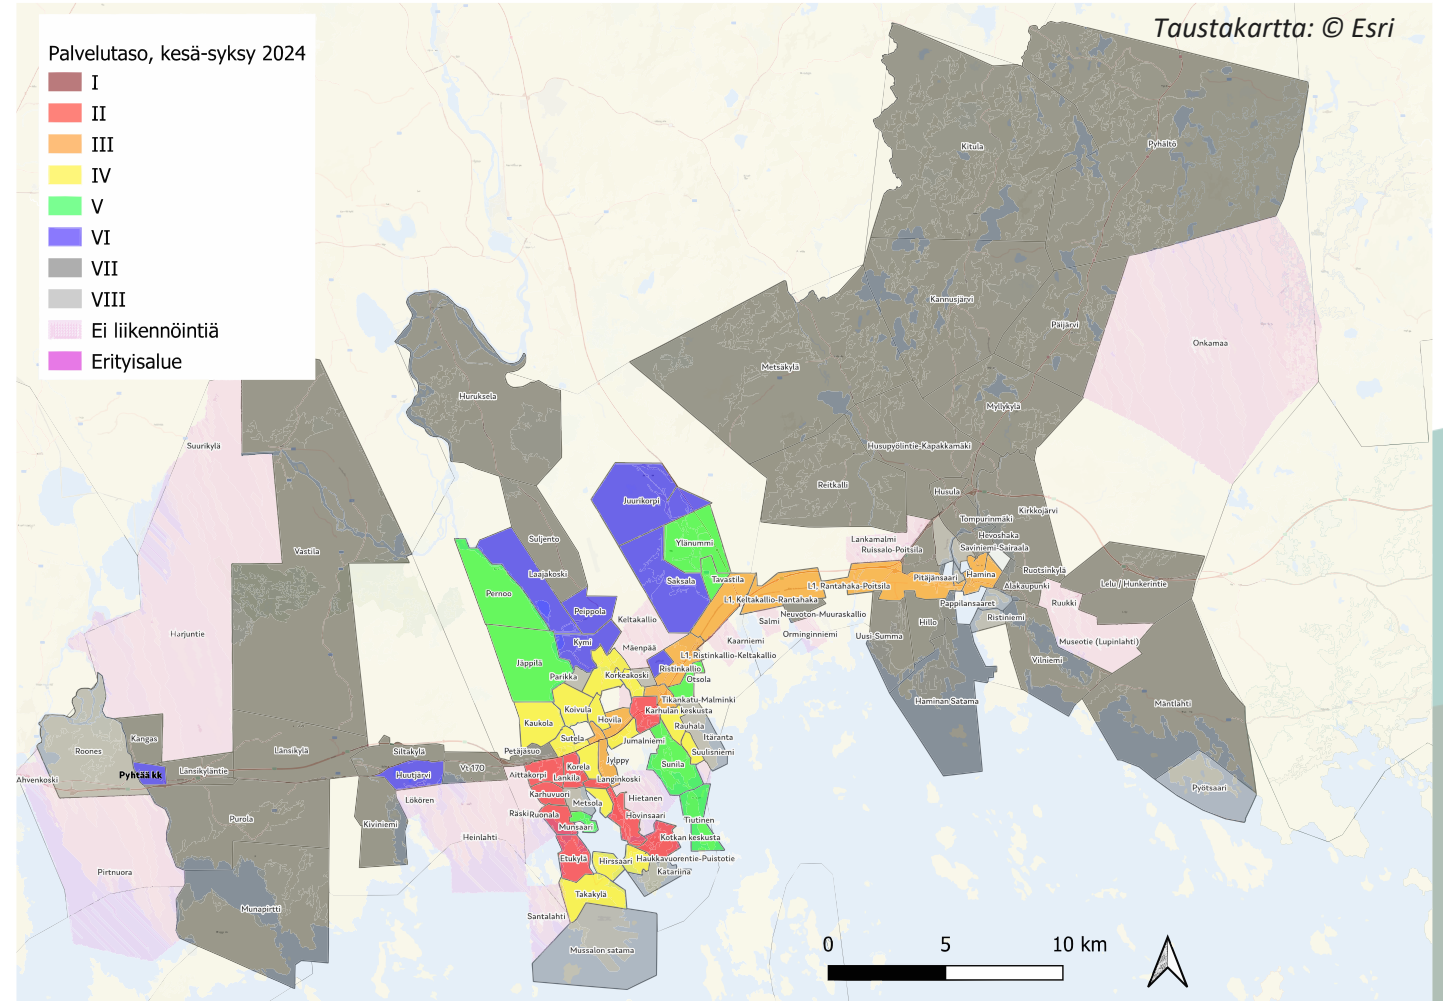 Taustakartta: © Esri
Palvelutaso, kesä-syksy 2024
I
II
III
IV
V
VI
VII
VIII
Ei liikennöintiä
Erityisalue
Kitula
Pyhältö
Kannusjärvi
Päijärvi
Onkamaa
Metsäkylä
Myllykylä
Huruksela
Husupyölintie-Kapakkamäki
Suurikylä
Reitkalli
Husula
Juurikorpi
Kirkkojärvi
Tompurinmäki
Hevoshaka
Suljento
Lankamalmi
Ylänummi
Ruissalo-Poitsila
Saviniemi-Sairaala
Vastila
Ruotsinkylä
Laajakoski
Saksala
Tavastila
Pitäjänsaari
Hamina
Lelu / Hunkerintie
L1, Rantahaka-Poitsila
Alakaupunki
Pernoo
L1, Keltakallio-Rantahaka
Pappilansaaret
Ruukki
Peippola
Neuvoton-Muuraskallio
Keltakallio
Salmi
Hillo
Ristiniemi
Harjuntie
Orminginniemi
Uusi-Summa
Kymi
Kaarniemi
Museotie (Lupinlahti)
Mäenpää
L1, Ristinkallio-Keltakallio
Jäppilä
Vilniemi
Ristinkallio
Parikka
Korkeakoski
Otsola
Haminan Satama
Tikankatu-Malminki
Mäntlahti
Koivula
Karhulan keskusta
Kaukola
Hovila
Rauhala
Itäranta
Kangas
Sutela
Jumalniemi
Roones
Länsikylä
Siltakylä
Petäjäsuo
Suulisniemi
Jylppy
Sunila
Länsikyläntie
Vt 170
Korela
Pyhtää kk
Huutjärvi
Aittakorpi
Lankila
Langinkoski
Ahvenkoski
Pyötsaari
Karhuvuori
Lökören
Metsola
Hietanen
Räski
Ruonala
Hovinsaari
Purola
Kiviniemi
Tiutinen
Munsaari
Heinlahti
Kotkan keskusta
Etukylä
Hirssaari
Haukkavuorentie-Puistotie
Pirtnuora
Katariina
Takakylä
Munapirtti
Santalahti
Mussalon satama
0
5
10 km